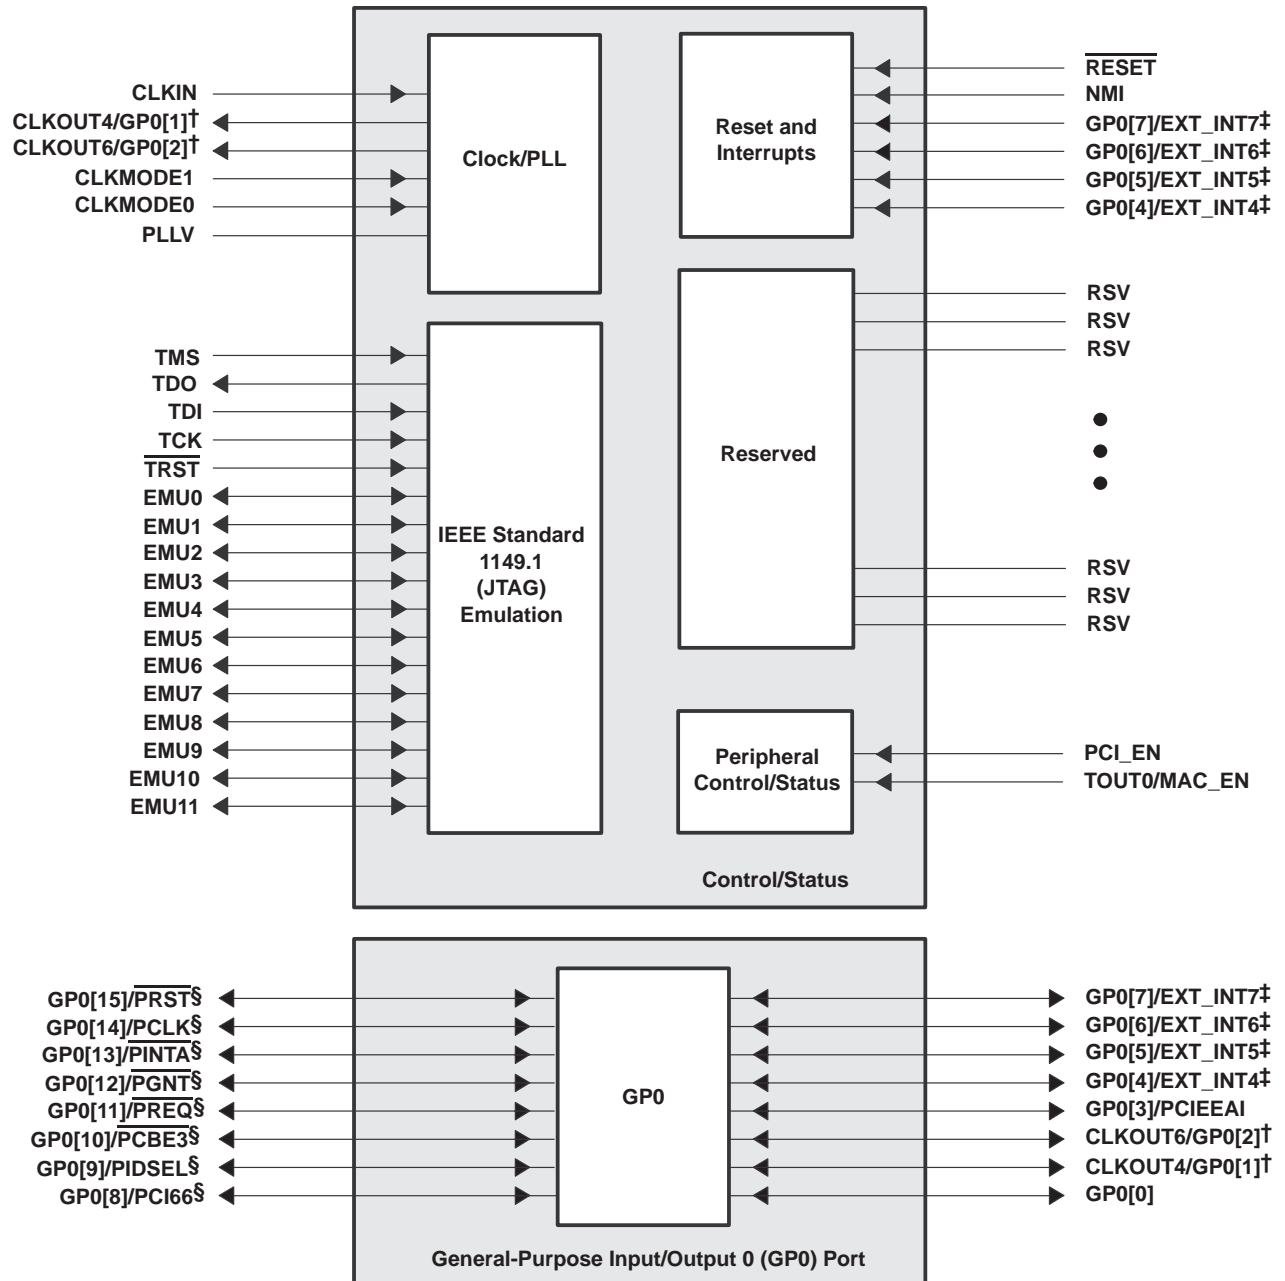 CLKIN
CLKOUT4/GP0[1]†
CLKOUT6/GP0[2]†
CLKMODE1
CLKMODE0
PLLV
Clock/PLL
Reset and
Interrupts
RESET
NMI
GP0[7]/EXT_INT7‡
GP0[6]/EXT_INT6‡
GP0[5]/EXT_INT5‡
GP0[4]/EXT_INT4‡
TMS
TDO
TDI
TCK
TRST
EMU0
EMU1
EMU2
EMU3
EMU4
EMU5
EMU6
EMU7
EMU8
EMU9
EMU10
EMU11
IEEE Standard
1149.1
(JTAG)
Emulation
Reserved
RSV
RSV
RSV
RSV
RSV
RSV
Peripheral
Control/Status
PCI_EN
TOUT0/MAC_EN
Control/Status
GP0[15]/PRST§
GP0[14]/PCLK§
GP0[13]/PINTA§
GP0[12]/PGNT§
GP0[11]/PREQ§
GP0[10]/PCBE3§
GP0[9]/PIDSEL§
GP0[8]/PCI66§
GP0
GP0[7]/EXT_INT7‡
GP0[6]/EXT_INT6‡
GP0[5]/EXT_INT5‡
GP0[4]/EXT_INT4‡
GP0[3]/PCIEEAI
CLKOUT6/GP0[2]†
CLKOUT4/GP0[1]†
GP0[0]
General-Purpose Input/Output 0 (GP0) Port